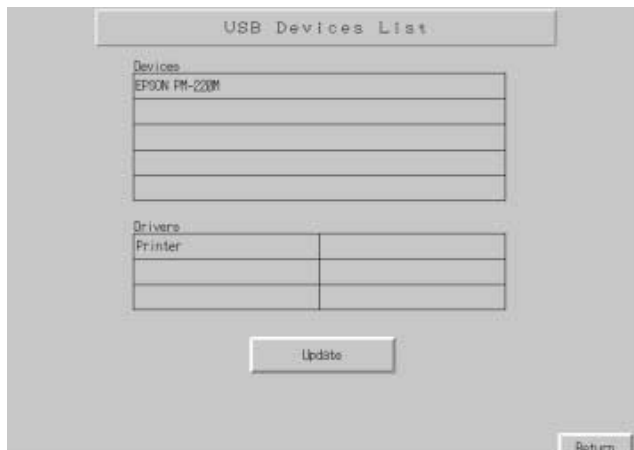 USB Devices List
Devices
EPSON PM-220M
Drivers
Printer
Update
Return